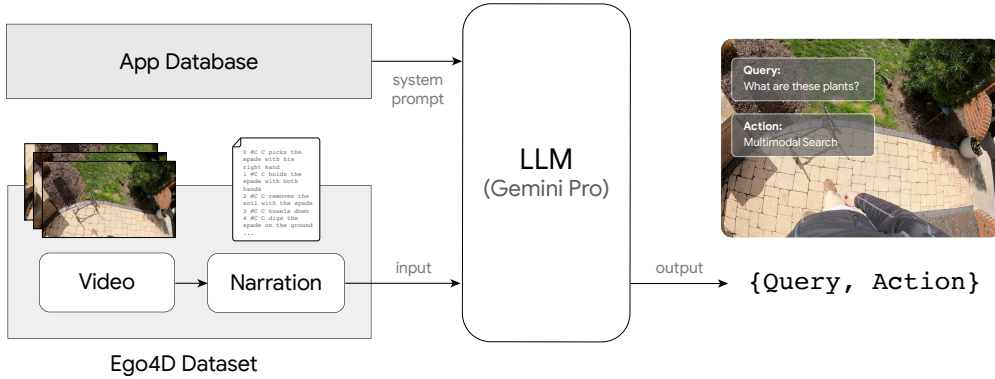 App Database
system
prompt
0 #C C picks the
spade with his
right hand
1 #C C holds the
spade with both
hands
2 #C C removes the
soil with the spade
3 #C C kneels down
4 #C C digs the
spade on the ground
...
Video
Narration
Ego4D Dataset
input
LLM
(Gemini Pro)
output
Query:
What are these plants?
Action:
Multimodal Search
{Query, Action}